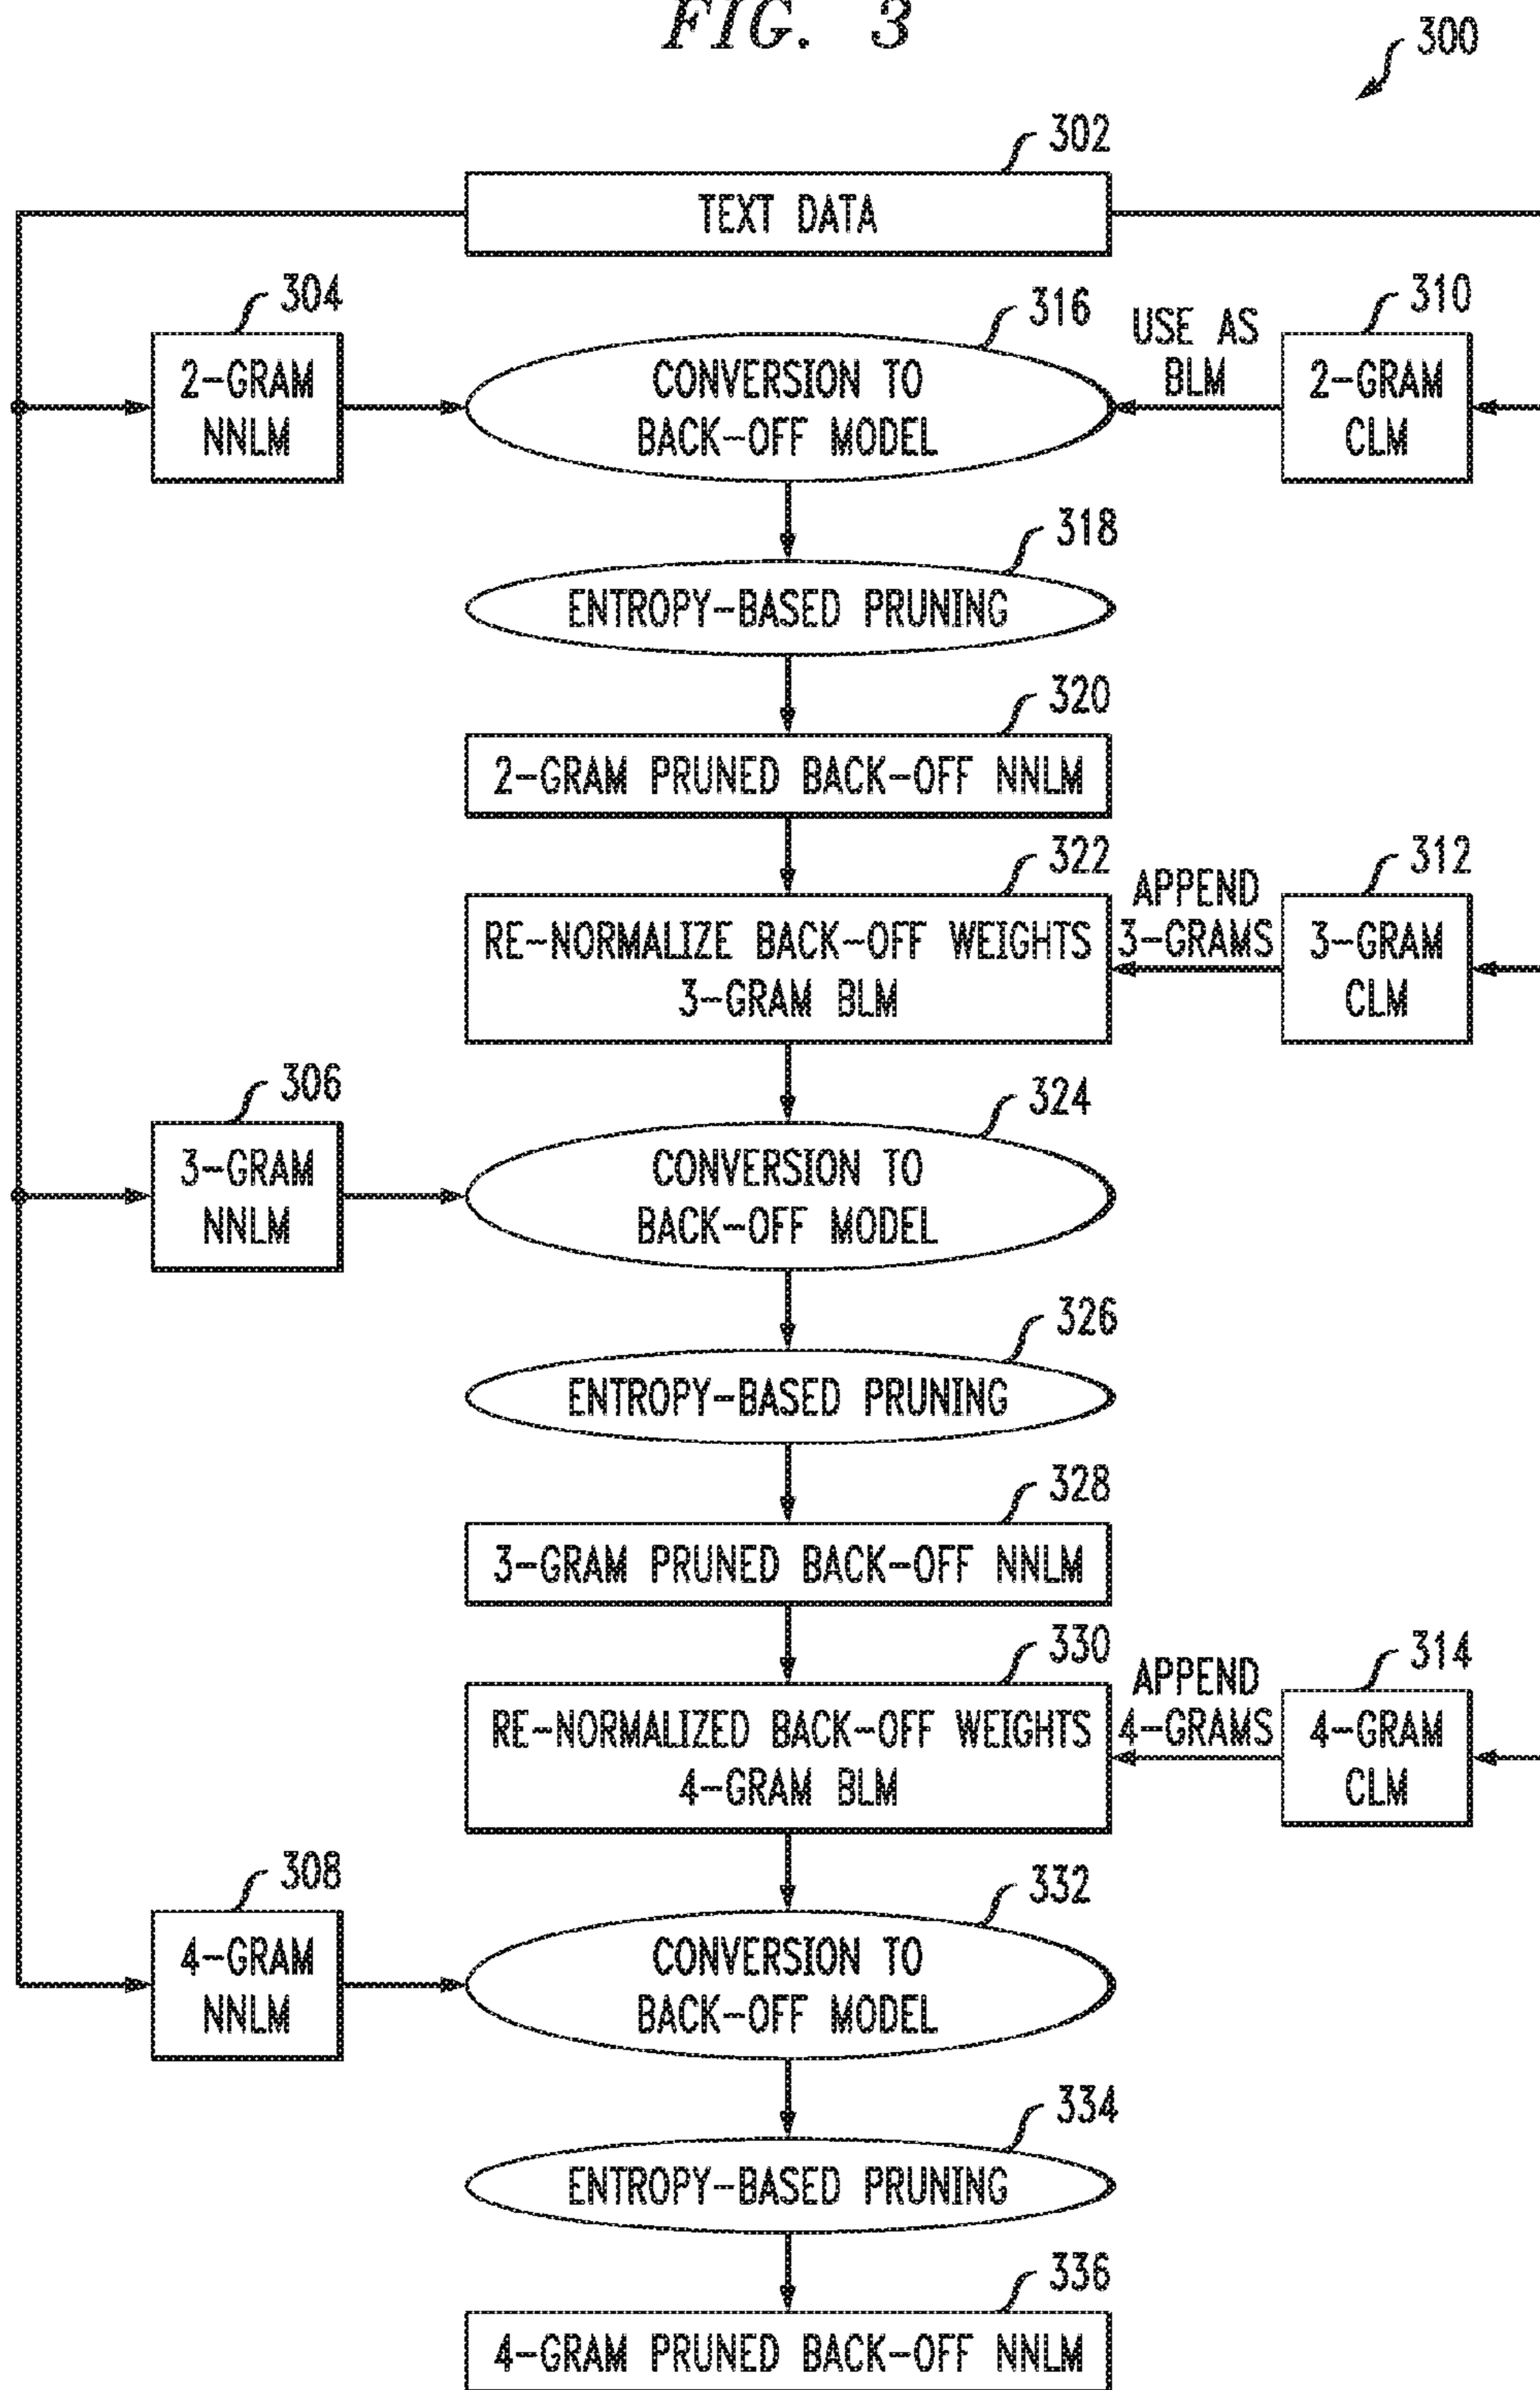 FIG. 3
300
302
TEXT DATA
304
2-GRAM
NNLM
316
CONVERSION TO
BACK-OFF MODEL
USE AS
BLM
310
2-GRAM
CLM
318
ENTROPY-BASED PRUNING
320
2-GRAM PRUNED BACK-OFF NNLM
322
RE-NORMALIZE BACK-OFF WEIGHTS
3-GRAM BLM
APPEND
3-GRAMS
312
3-GRAM
CLM
306
3-GRAM
NNLM
324
CONVERSION TO
BACK-OFF MODEL
326
ENTROPY-BASED PRUNING
328
3-GRAM PRUNED BACK-OFF NNLM
330
RE-NORMALIZED BACK-OFF WEIGHTS
4-GRAM BLM
APPEND
4-GRAMS
314
4-GRAM
CLM
308
4-GRAM
NNLM
332
CONVERSION TO
BACK-OFF MODEL
334
ENTROPY-BASED PRUNING
336
4-GRAM PRUNED BACK-OFF NNLM